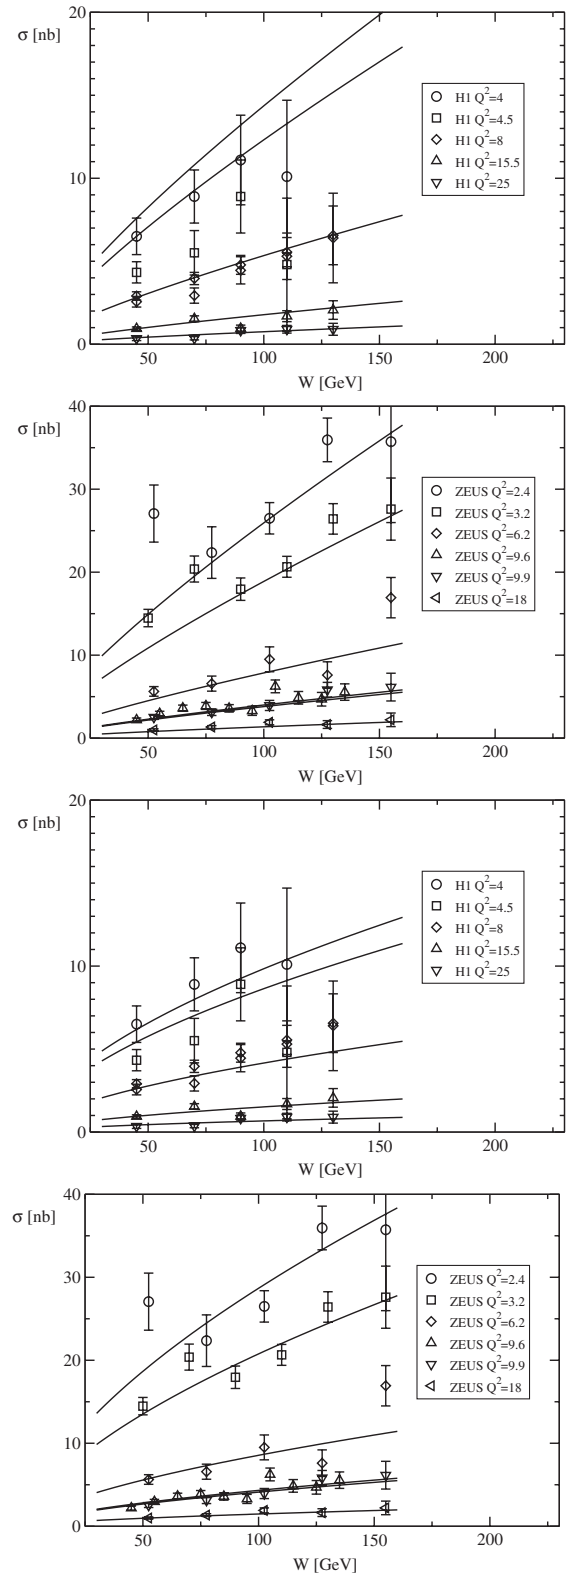 20
σ [nb]
H1 Q²=4
H1 Q²=4.5
H1 Q²=8
H1 Q²=15.5
H1 Q²=25
10
0
50 100 150 200
W [GeV]
40
σ [nb]
30
ZEUS Q²=2.4
ZEUS Q²=3.2
ZEUS Q²=6.2
ZEUS Q²=9.6
ZEUS Q²=9.9
ZEUS Q²=18
20
10
0
50 100 150 200
W [GeV]
20
σ [nb]
H1 Q²=4
H1 Q²=4.5
H1 Q²=8
H1 Q²=15.5
H1 Q²=25
10
0
50 100 150 200
W [GeV]
40
σ [nb]
30
ZEUS Q²=2.4
ZEUS Q²=3.2
ZEUS Q²=6.2
ZEUS Q²=9.6
ZEUS Q²=9.9
ZEUS Q²=18
20
10
0
50 100 150 200
W [GeV]